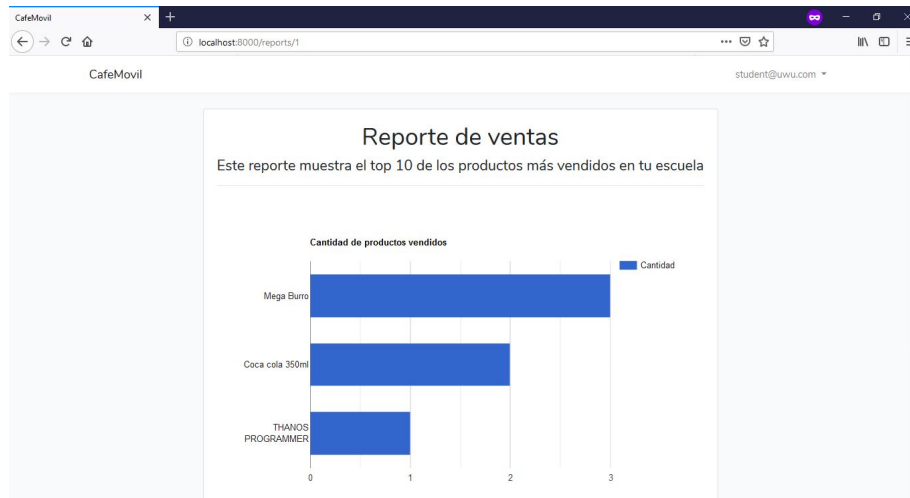 CafeMovil
localhost:8000/reports/1
CafeMovil
student@uwu.com
Reporte de ventas
Este reporte muestra el top 10 de los productos más vendidos en tu escuela
Cantidad de productos vendidos
Cantidad
Mega Burro
Coca cola 350ml
THANOS
PROGRAMMER
0 1 2 3